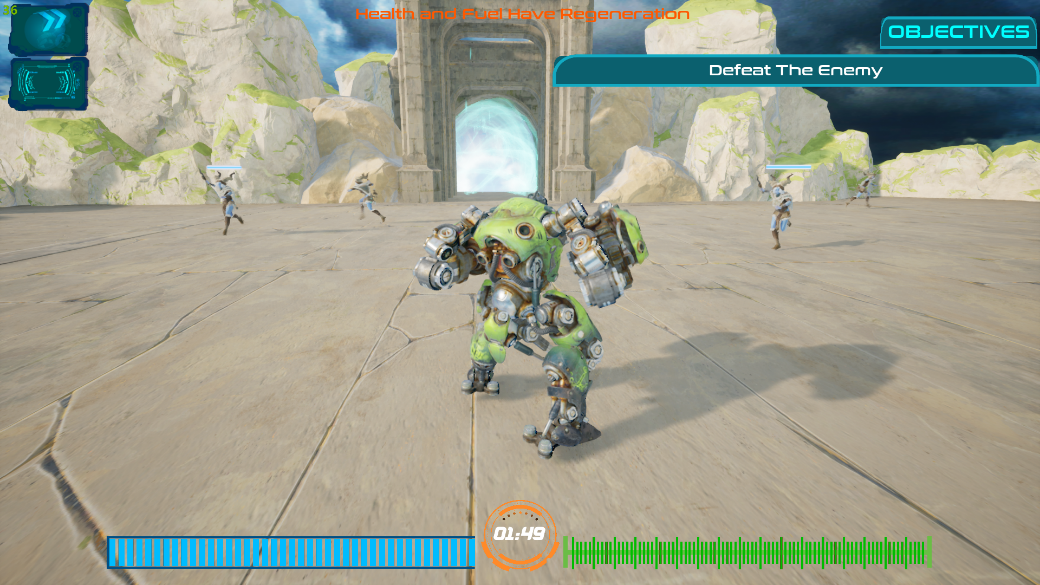 36
Health and Fuel Have Regeneration
OBJECTIVES
Defeat The Enemy
01:49